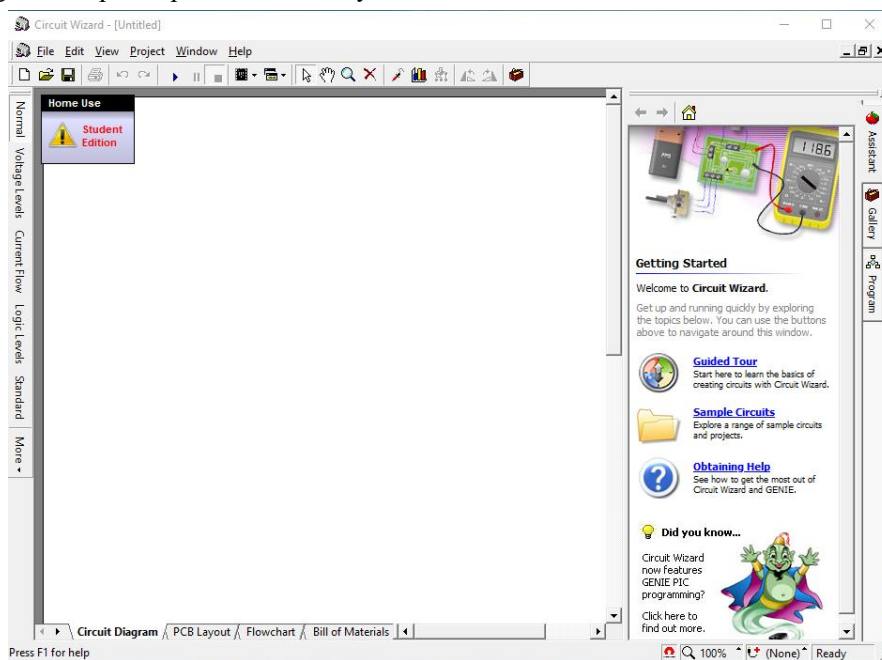 Circuit Wizard - [Untitled]
File Edit View Project Window Help
Home Use
Student
Edition
Normal
Voltage Levels
Current Flow
Logic Levels
Standard
More
1186
Getting Started
Welcome to Circuit Wizard.
Get up and running quickly by exploring
the topics below. You can use the buttons
above to navigate around this window.
Guided Tour
Start here to learn the basics of
creating circuits with Circuit Wizard.
Sample Circuits
Explore a range of sample circuits
and projects.
Obtaining Help
See how to get the most out of
Circuit Wizard and GENIE.
Did you know...
Circuit Wizard
now features
GENIE PIC
programming?
Click here to
find out more.
Assistant
Gallery
Program
Circuit Diagram PCB Layout Flowchart Bill of Materials
Press F1 for help
100% (None) Ready